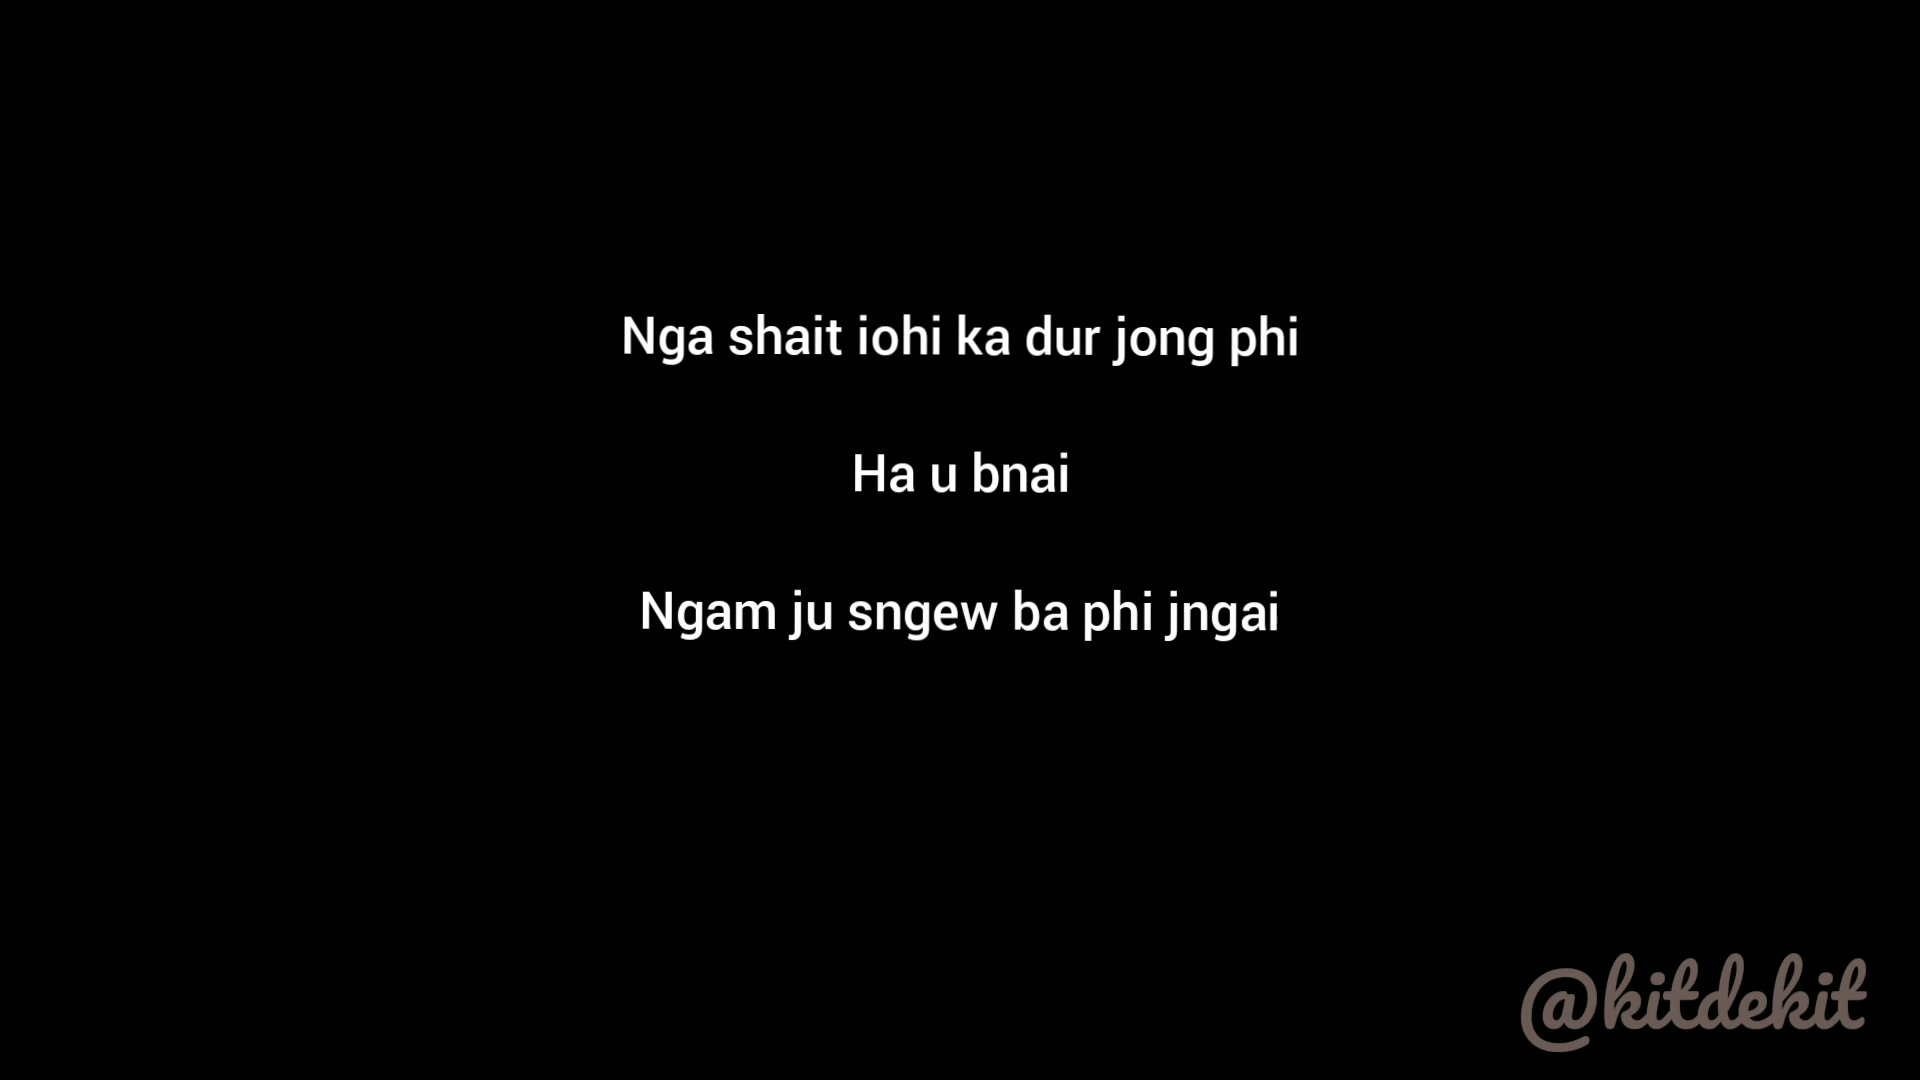 Nga shait iohi ka dur jong phi
Ha u bnai
Ngam ju sngew ba phi jngai
@kitdekit